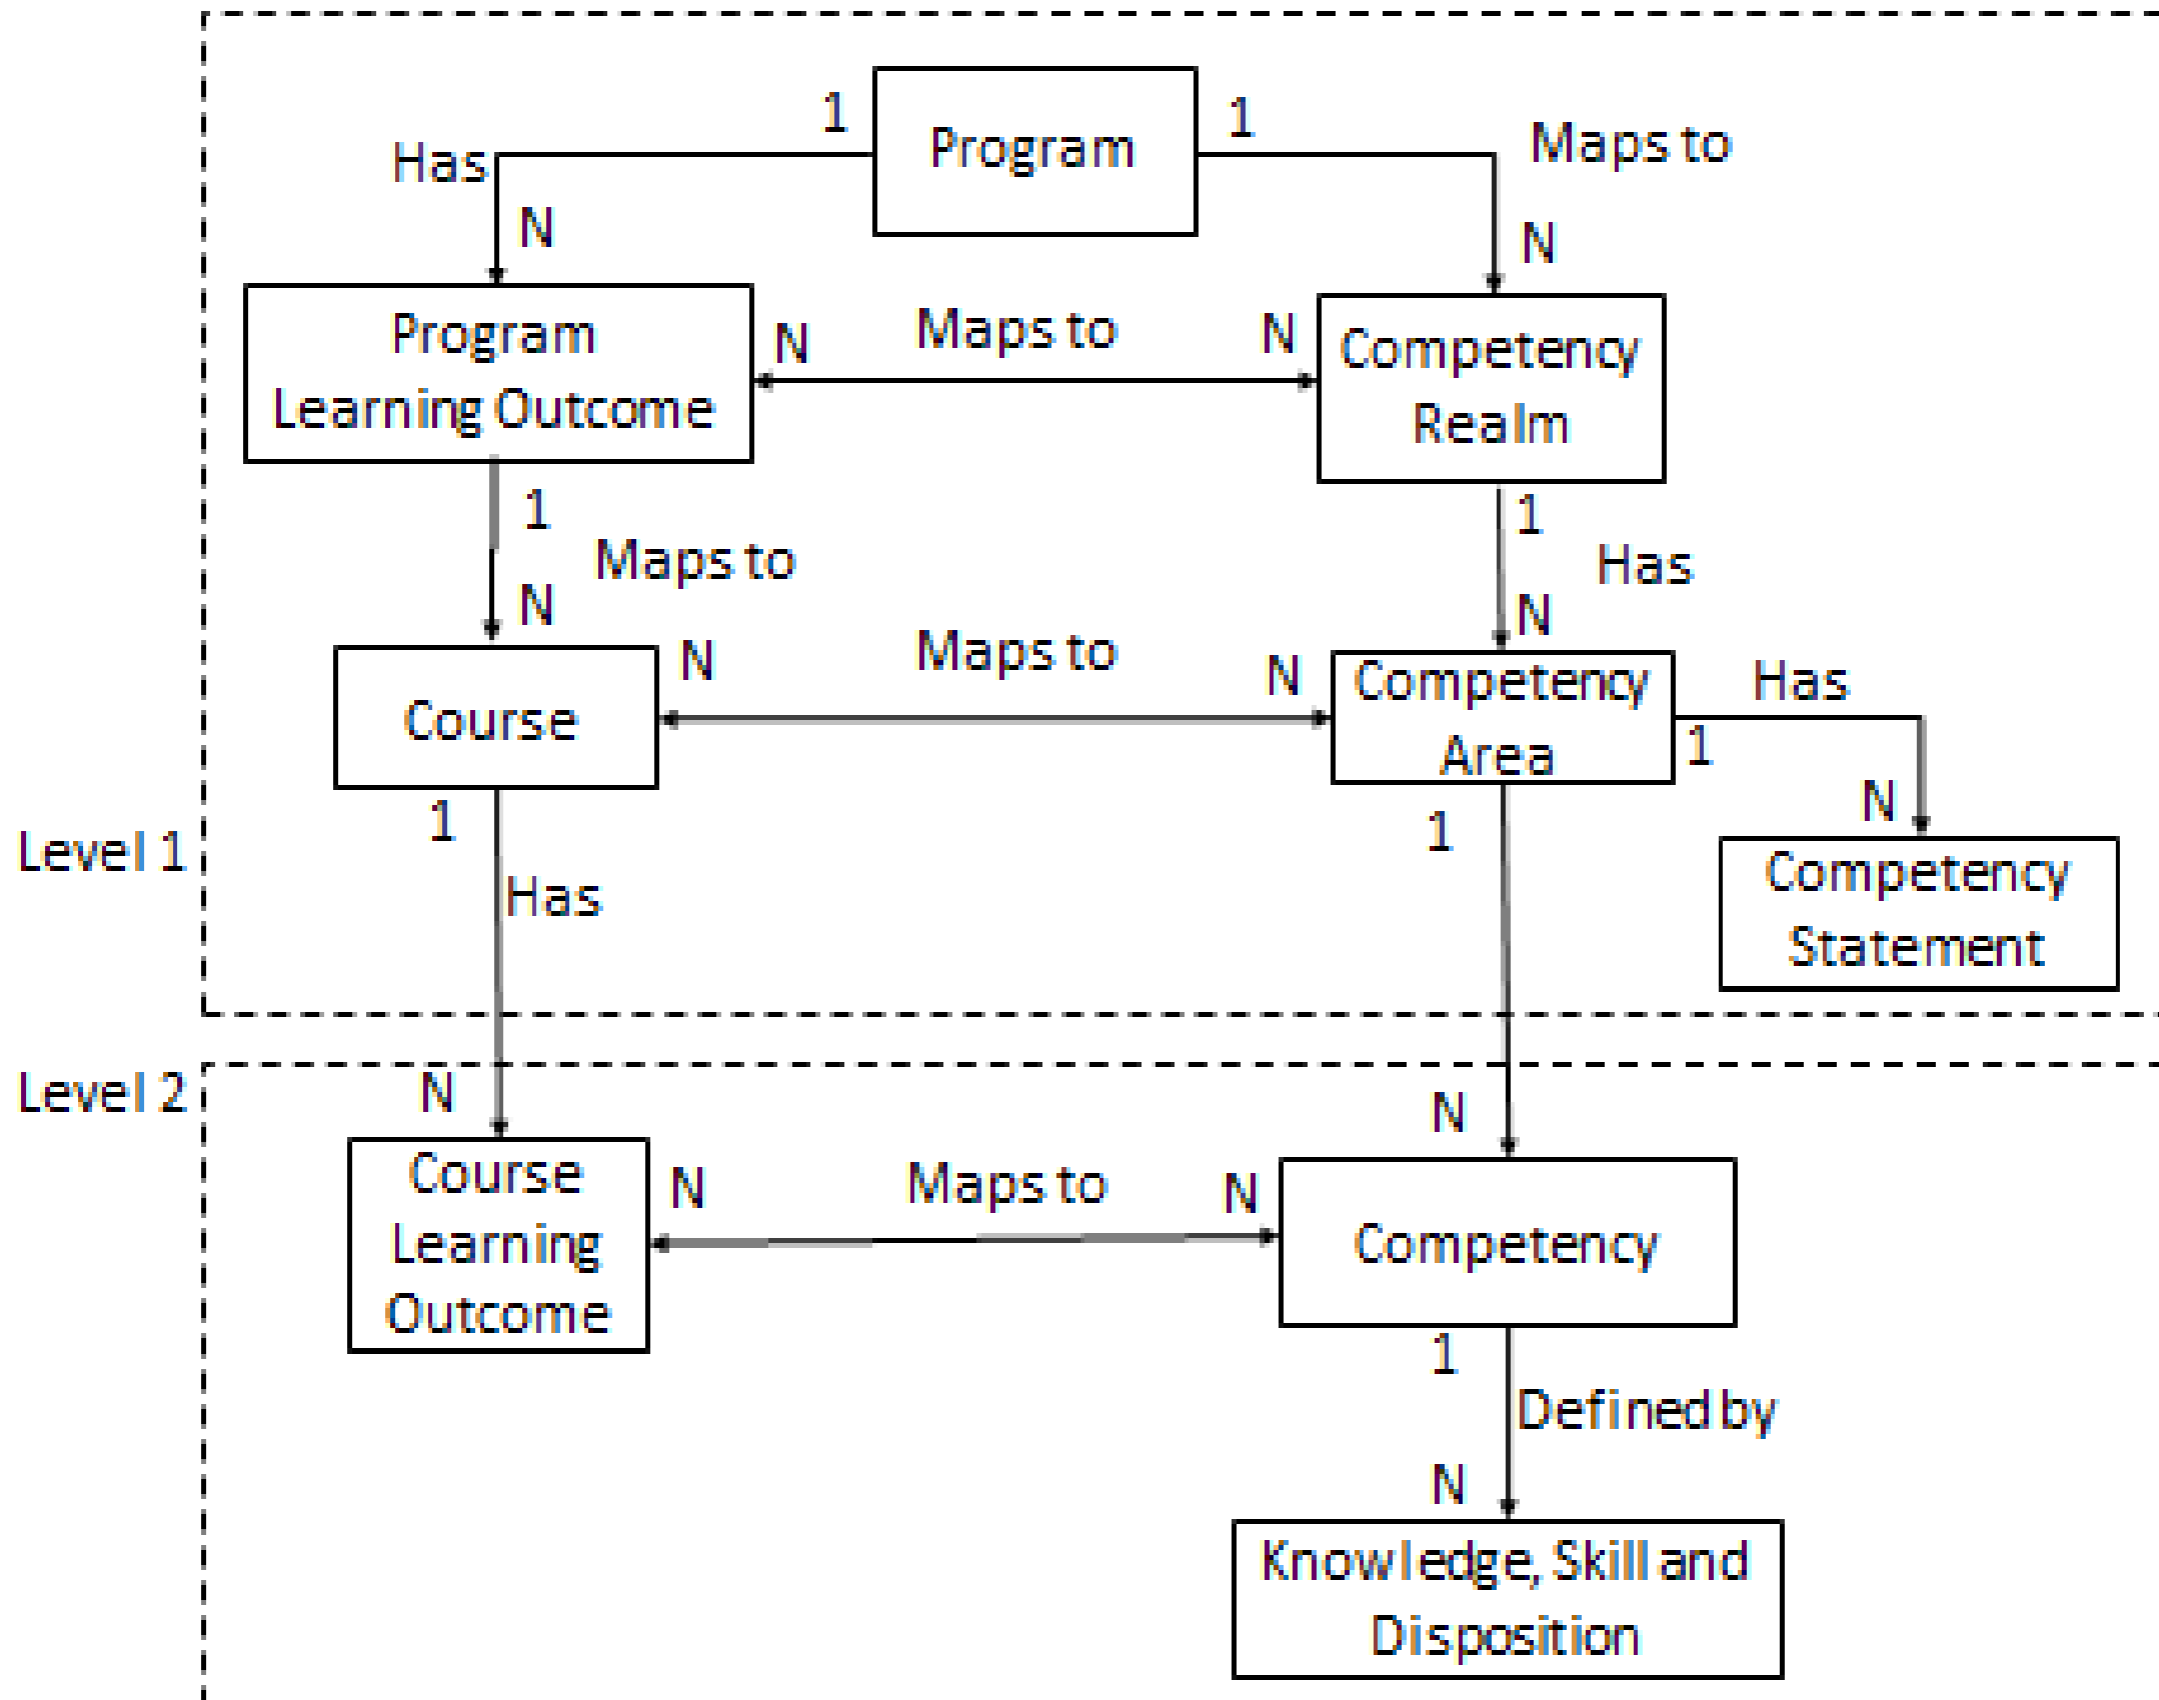 1
Program
1
Maps to
Has
N
N
Program
Learning Outcome
N
Maps to
N
Competency
Realm
1
Maps to
N
1
Has
N
Course
N
Maps to
N
Competency
Area
Has
1
N
Competency
Statement
1
Has
1
Level 1
Level 2
N
N
Course
Learning
Outcome
N
Maps to
N
Competency
1
Defined by
N
Knowledge, Skill and
Disposition